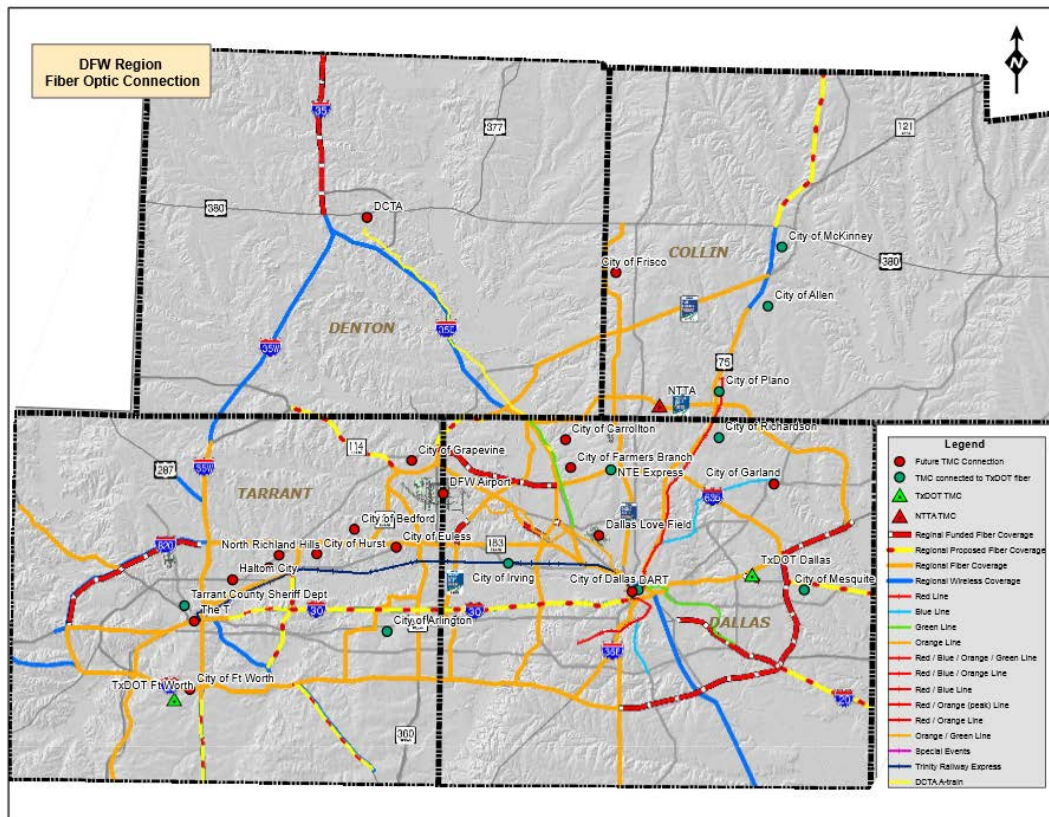 DFW Region
Fiber Optic Connection
N
35
377
121
380
DCTA
City of McKinney
COLLIN
City of Frisco
380
City of Allen
DENTON
35E
35W
75
City of Plano
NTTA
City of Carrollton
City of Richardson
114
City of Grapevine
City of Farmers Branch
287
35W
NTE Express
City of Garland
TARRANT
DFW Airport
635
City of Bedford
Dallas Love Field
City of Euless
820
North Richland Hills
City of Hurst
183
TxDOT Dallas
Haltom City
City of Irving
City of Dallas
DART
City of Mesquite
Tarrant County Sheriff Dept
The T
30
30
City of Arlington
DALLAS
35E
City of Ft Worth
TxDOT Ft Worth
20
360
Legend
Future TMC Connection
TMC connected to TxDOT fiber
TxDOT TMC
NTTA TMC
Reginal Funded Fiber Coverage
Regional Proposed Fiber Coverage
Regional Fiber Coverage
Regional Wireless Coverage
Red Line
Blue Line
Green Line
Orange Line
Red / Blue / Orange / Green Line
Red / Blue / Orange Line
Red / Blue Line
Red / Orange (peak) Line
Red / Orange Line
Orange / Green Line
Special Events
Trinity Railway Express
DCTA A-train